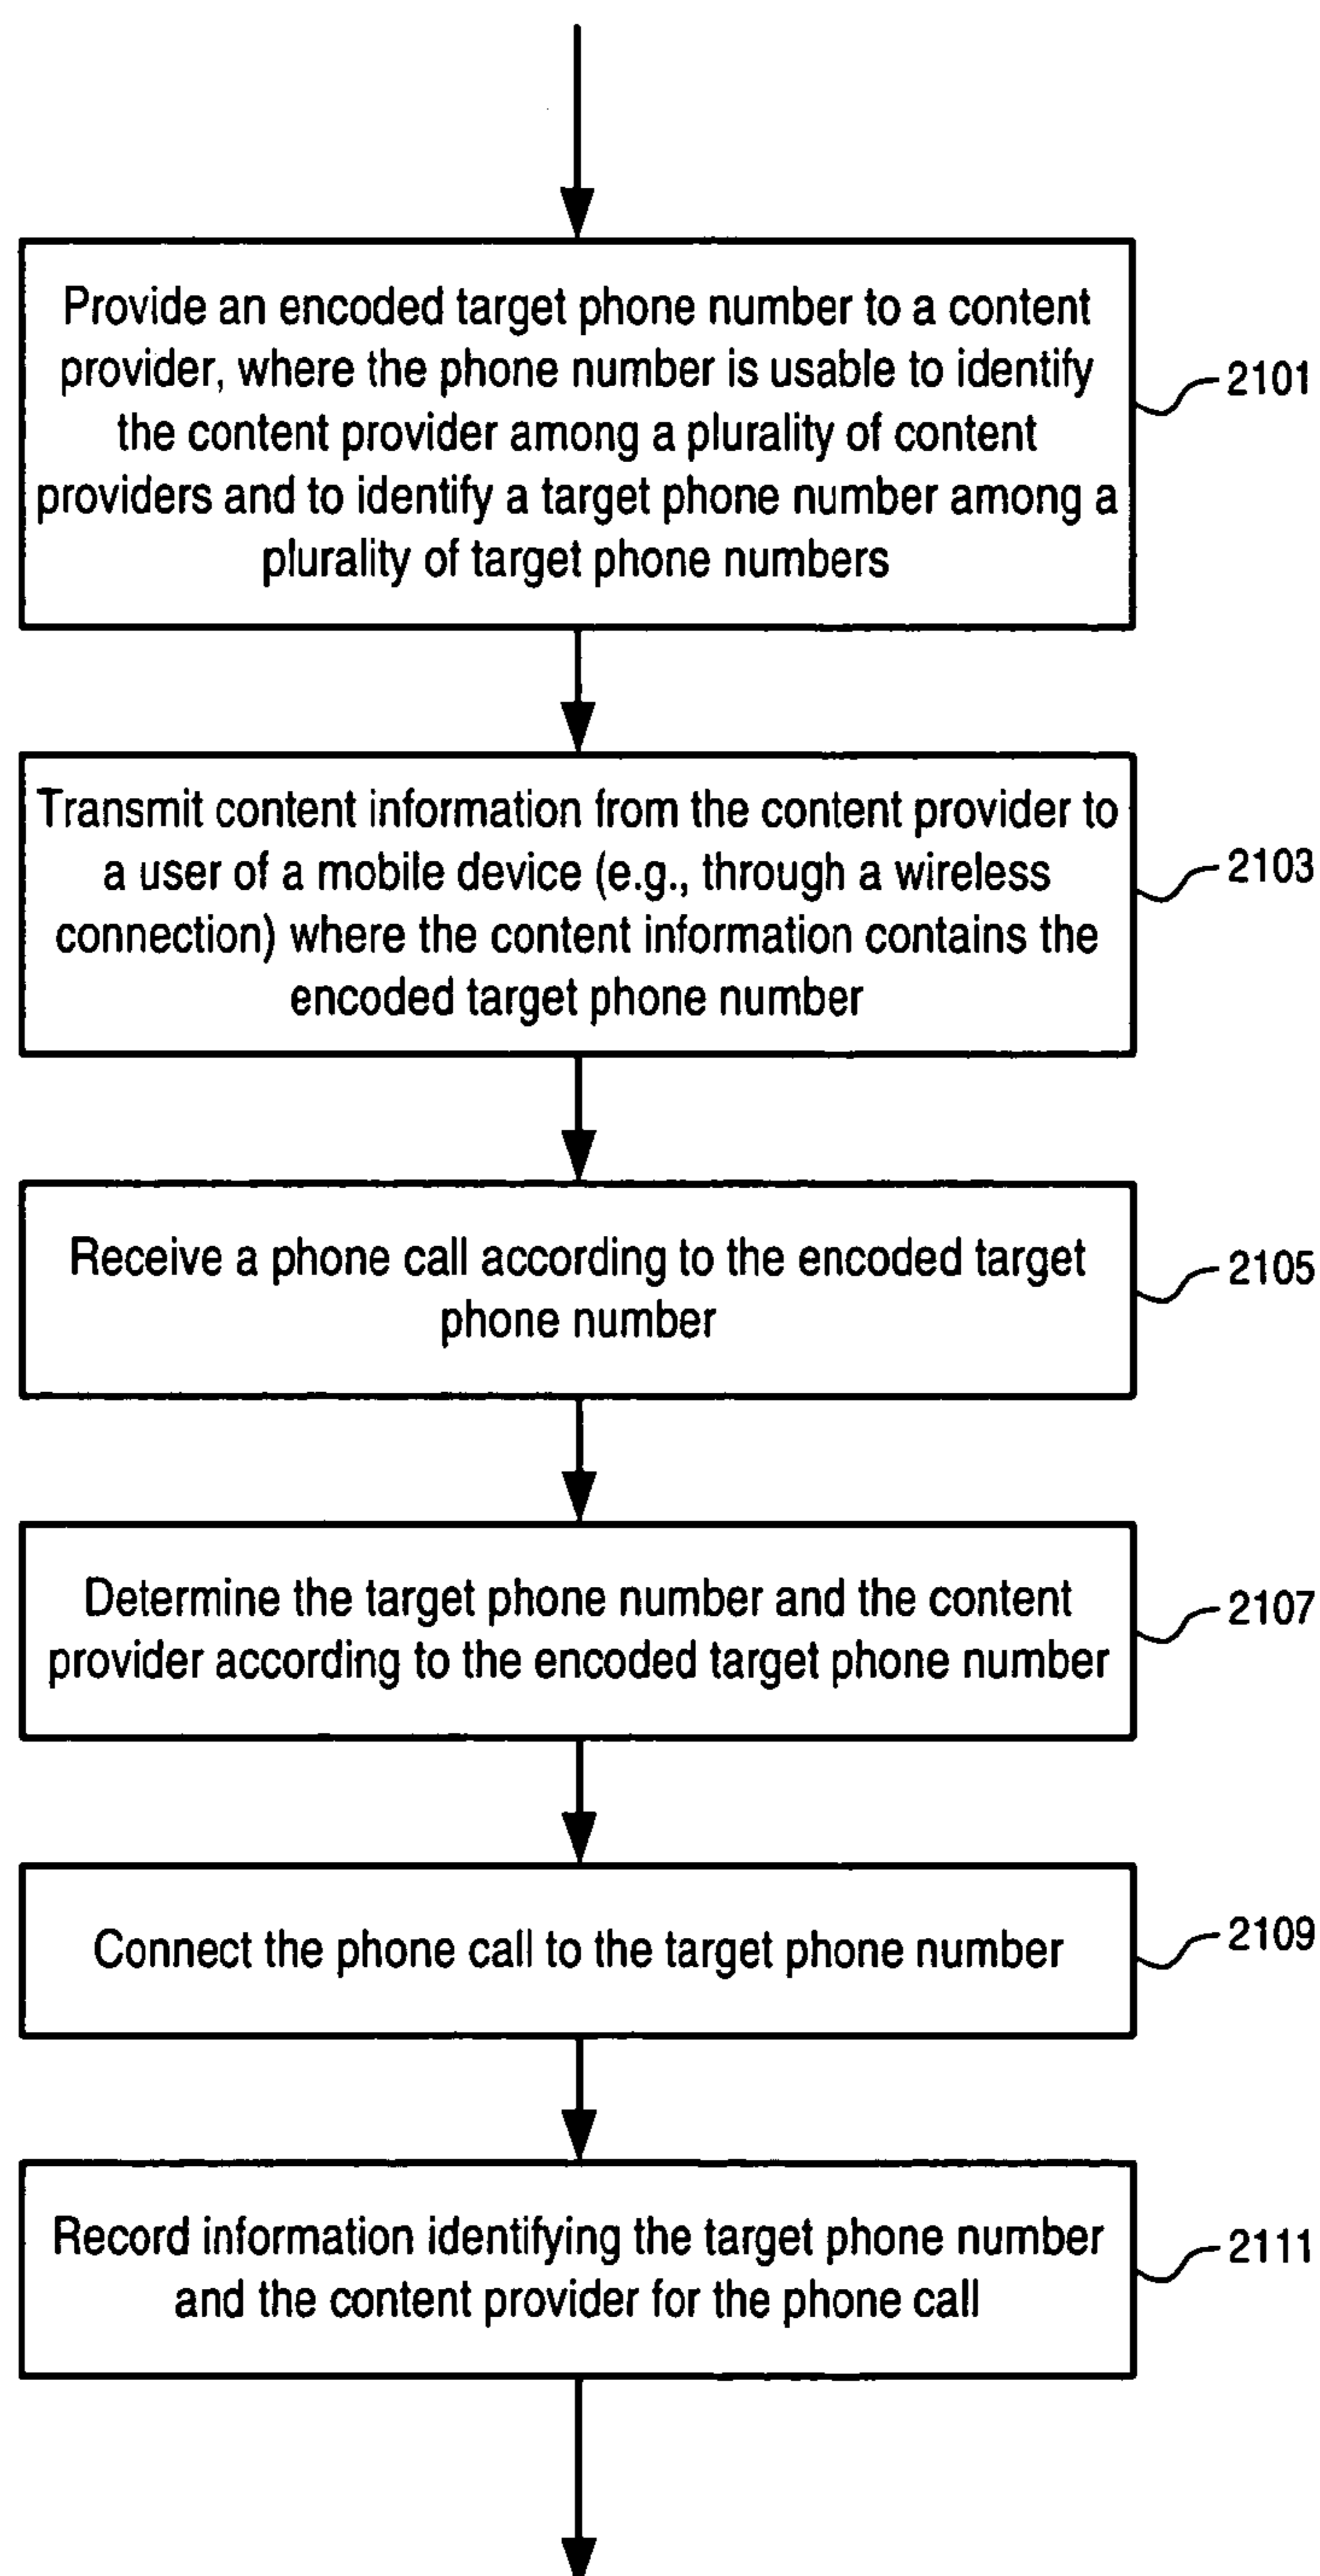 Provide an encoded target phone number to a content
provider, where the phone number is usable to identify
the content provider among a plurality of content
providers and to identify a target phone number among a
plurality of target phone numbers
2101
Transmit content information from the content provider to
a user of a mobile device (e.g., through a wireless
connection) where the content information contains the
encoded target phone number
2103
Receive a phone call according to the encoded target
phone number
2105
Determine the target phone number and the content
provider according to the encoded target phone number
2107
Connect the phone call to the target phone number
2109
Record information identifying the target phone number
and the content provider for the phone call
2111